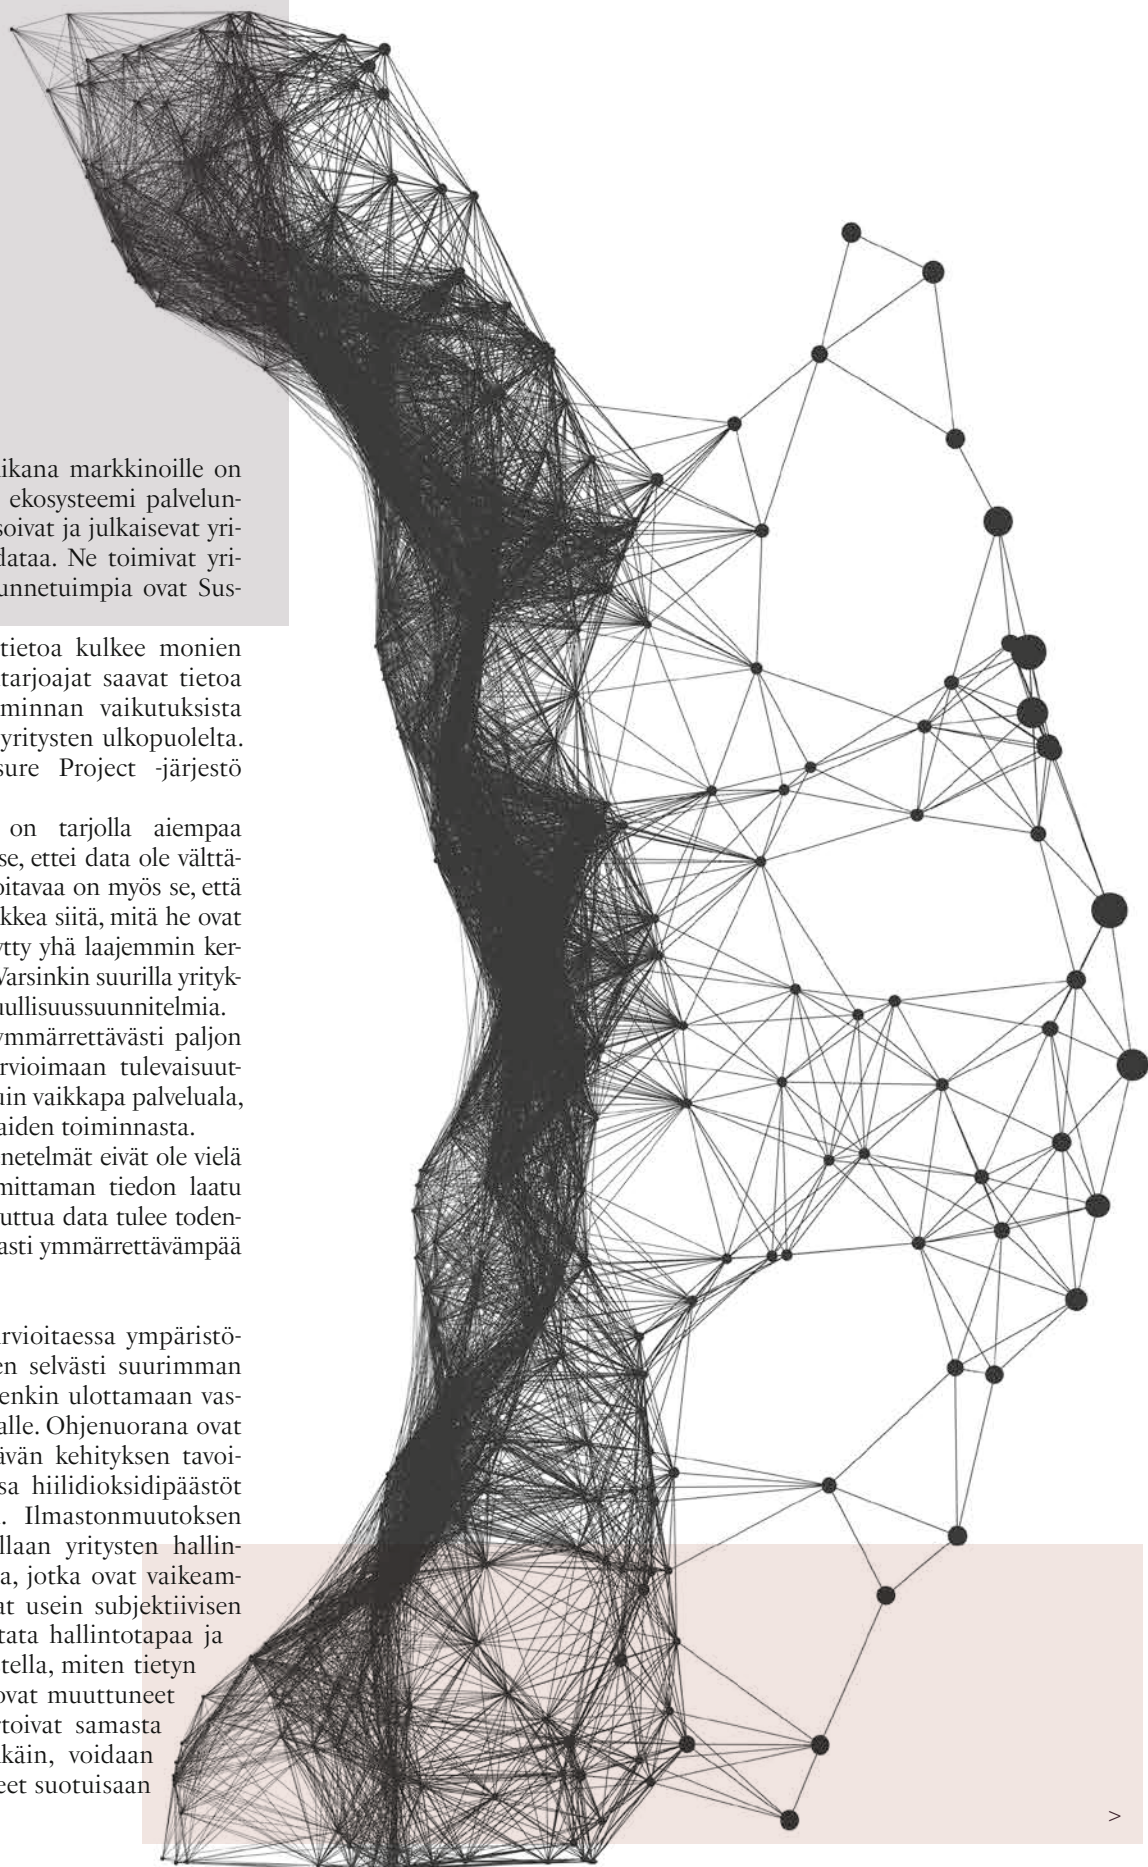 ikana markkinoille on
ekosysteemi palvelun-
soivat ja julkaisevat yri-
dataa. Ne toimivat yri-
unnetuimpia ovat Sus-
tietoa kulkee monien
tarjoajat saavat tietoa
minnan vaikutuksista
yritysten ulkopuolelta.
sure Project -järjestö
on tarjolla aiempaa
se, ettei data ole välttä-
oitavaa on myös se, että
kkea siitä, mitä he ovat
ytty yhä laajemmin ker-
Varsinkin suurilla yrityk-
uullisuussuunnitelmia.
ymmärrettävästi paljon
rvioimaan tulevaisuut-
uin vaikkapa palveluala,
aiden toiminnasta.
netelmät eivät ole vielä
mittaman tiedon laatu
uttua data tulee toden-
asti ymmärrettävämpää
rvioitaessa ympäristö-
en selvästi suurimman
enkin ulottamaan vas-
alle. Ohjenuorana ovat
ävän kehityksen tavoi-
sa hiilidioksidipäästöt
. Ilmastonmuutoksen
llaan yritysten hallin-
a, jotka ovat vaikeam-
at usein subjektiivisen
tata hallintotapaa ja
tella, miten tietyn
ovat muuttuneet
rtoivat samasta
käin, voidaan
eet suotuisaan
>